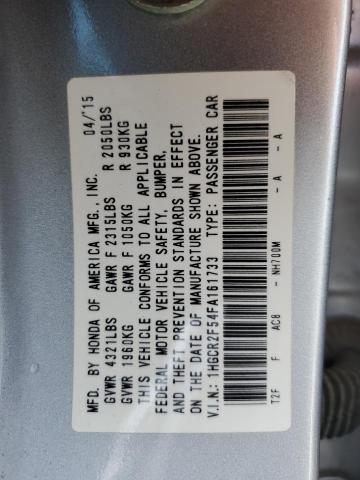 MFD. BY HONDA OF AMERICA MFG., INC. 04/'15
GVWR 4321LBS GAWR F 2315LBS R 2050LBS
GVWR 1960KG GAWR F 1050KG R 930KG
THIS VEHICLE CONFORMS TO ALL APPLICABLE
FEDERAL MOTOR VEHICLE SAFETY, BUMPER,
AND THEFT PREVENTION STANDARDS IN EFFECT
ON THE DATE OF MANUFACTURE SHOWN ABOVE.
V.I.N.: 1HGCR2F54FA161733 TYPE: PASSENGER CAR
T2F F AC8 - NH700M - A - A